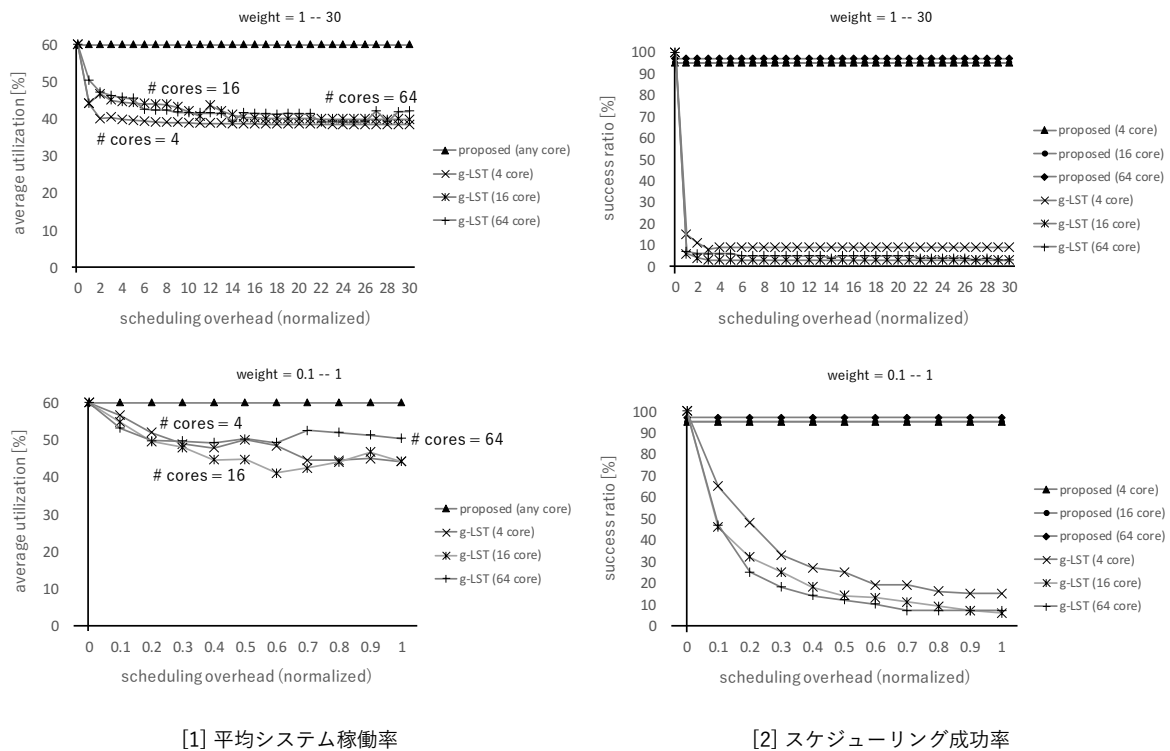 weight = 1 -- 30
average utilization [%]
60
50
40
30
20
10
0
# cores = 16
# cores = 64
# cores = 4
0 2 4 6 8 10 12 14 16 18 20 22 24 26 28 30
scheduling overhead (normalized)
proposed (any core)
g-LST (4 core)
g-LST (16 core)
g-LST (64 core)
weight = 1 -- 30
success ratio [%]
100
90
80
70
60
50
40
30
20
10
0
0 2 4 6 8 10 12 14 16 18 20 22 24 26 28 30
scheduling overhead (normalized)
proposed (4 core)
proposed (16 core)
proposed (64 core)
g-LST (4 core)
g-LST (16 core)
g-LST (64 core)
weight = 0.1 -- 1
average utilization [%]
60
50
40
30
20
10
0
# cores = 4
# cores = 64
# cores = 16
0 0.1 0.2 0.3 0.4 0.5 0.6 0.7 0.8 0.9 1
scheduling overhead (normalized)
proposed (any core)
g-LST (4 core)
g-LST (16 core)
g-LST (64 core)
weight = 0.1 -- 1
success ratio [%]
100
90
80
70
60
50
40
30
20
10
0
0 0.1 0.2 0.3 0.4 0.5 0.6 0.7 0.8 0.9 1
scheduling overhead (normalized)
proposed (4 core)
proposed (16 core)
proposed (64 core)
g-LST (4 core)
g-LST (16 core)
g-LST (64 core)
[1] 平均システム稼働率
[2] スケジューリング成功率